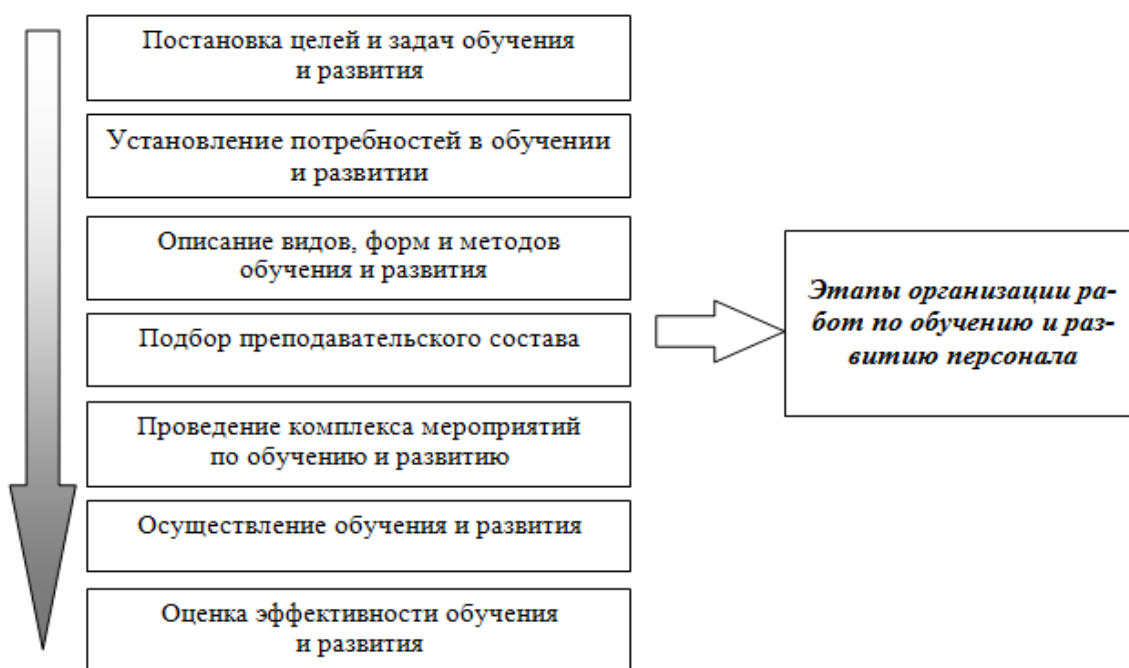 Постановка целей и задач обучения
и развития
Установление потребностей в обучении
и развитии
Описание видов, форм и методов
обучения и развития
Подбор преподавательского состава
Проведение комплекса мероприятий
по обучению и развитию
Осуществление обучения и развития
Оценка эффективности обучения
и развития
Этапы организации ра-
бот по обучению и раз-
витию персонала